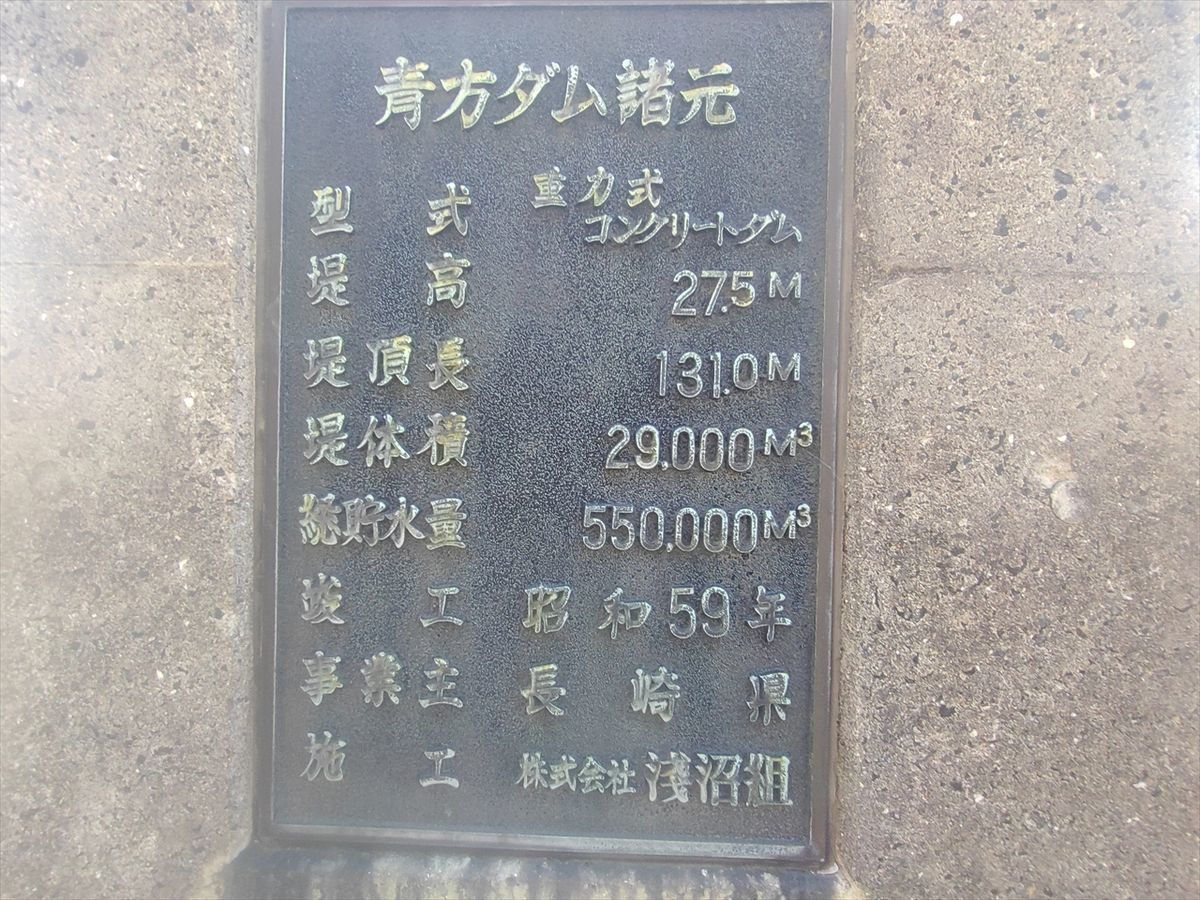 青方ダム諸元
型式 重力式
コンクリートダム
堤高 27.5M
堤頂長 131.0M
堤体積 29,000M³
総貯水量 550,000M³
竣工 昭和59年
事業主 長崎県
施工 株式会社 淺沼組